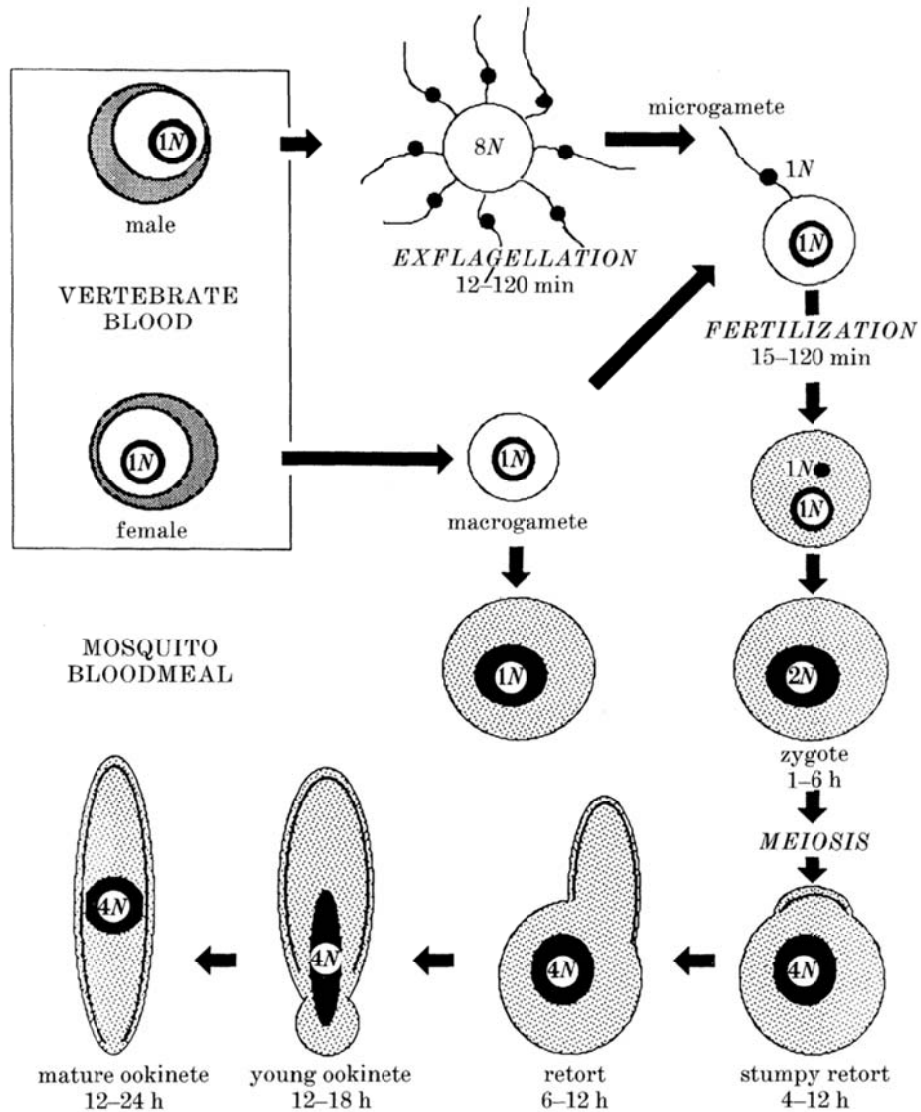 1N
male
VERTEBRATE
BLOOD
1N
female
8N
EXFLAGELLATION
12–120 min
microgamete
1N
1N
FERTILIZATION
15–120 min
1N
macrogamete
1N
1N
1N
MOSQUITO
BLOODMEAL
2N
zygote
1–6 h
MEIOSIS
4N
mature ookinete
12–24 h
4N
young ookinete
12–18 h
4N
retort
6–12 h
4N
stumpy retort
4–12 h